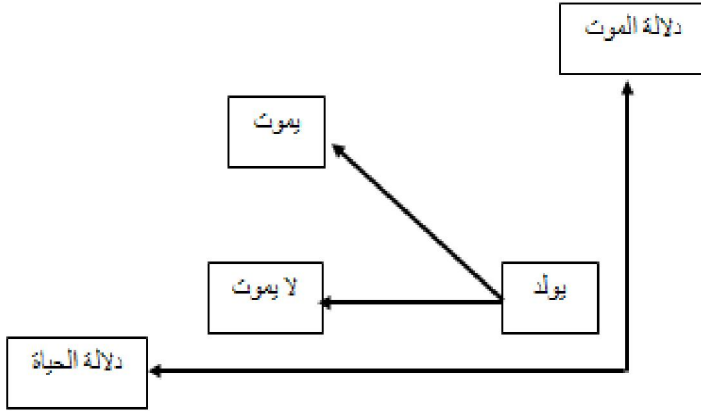 دلالة الموت
يموت
يولد
لا يموت
دلالة الحياة